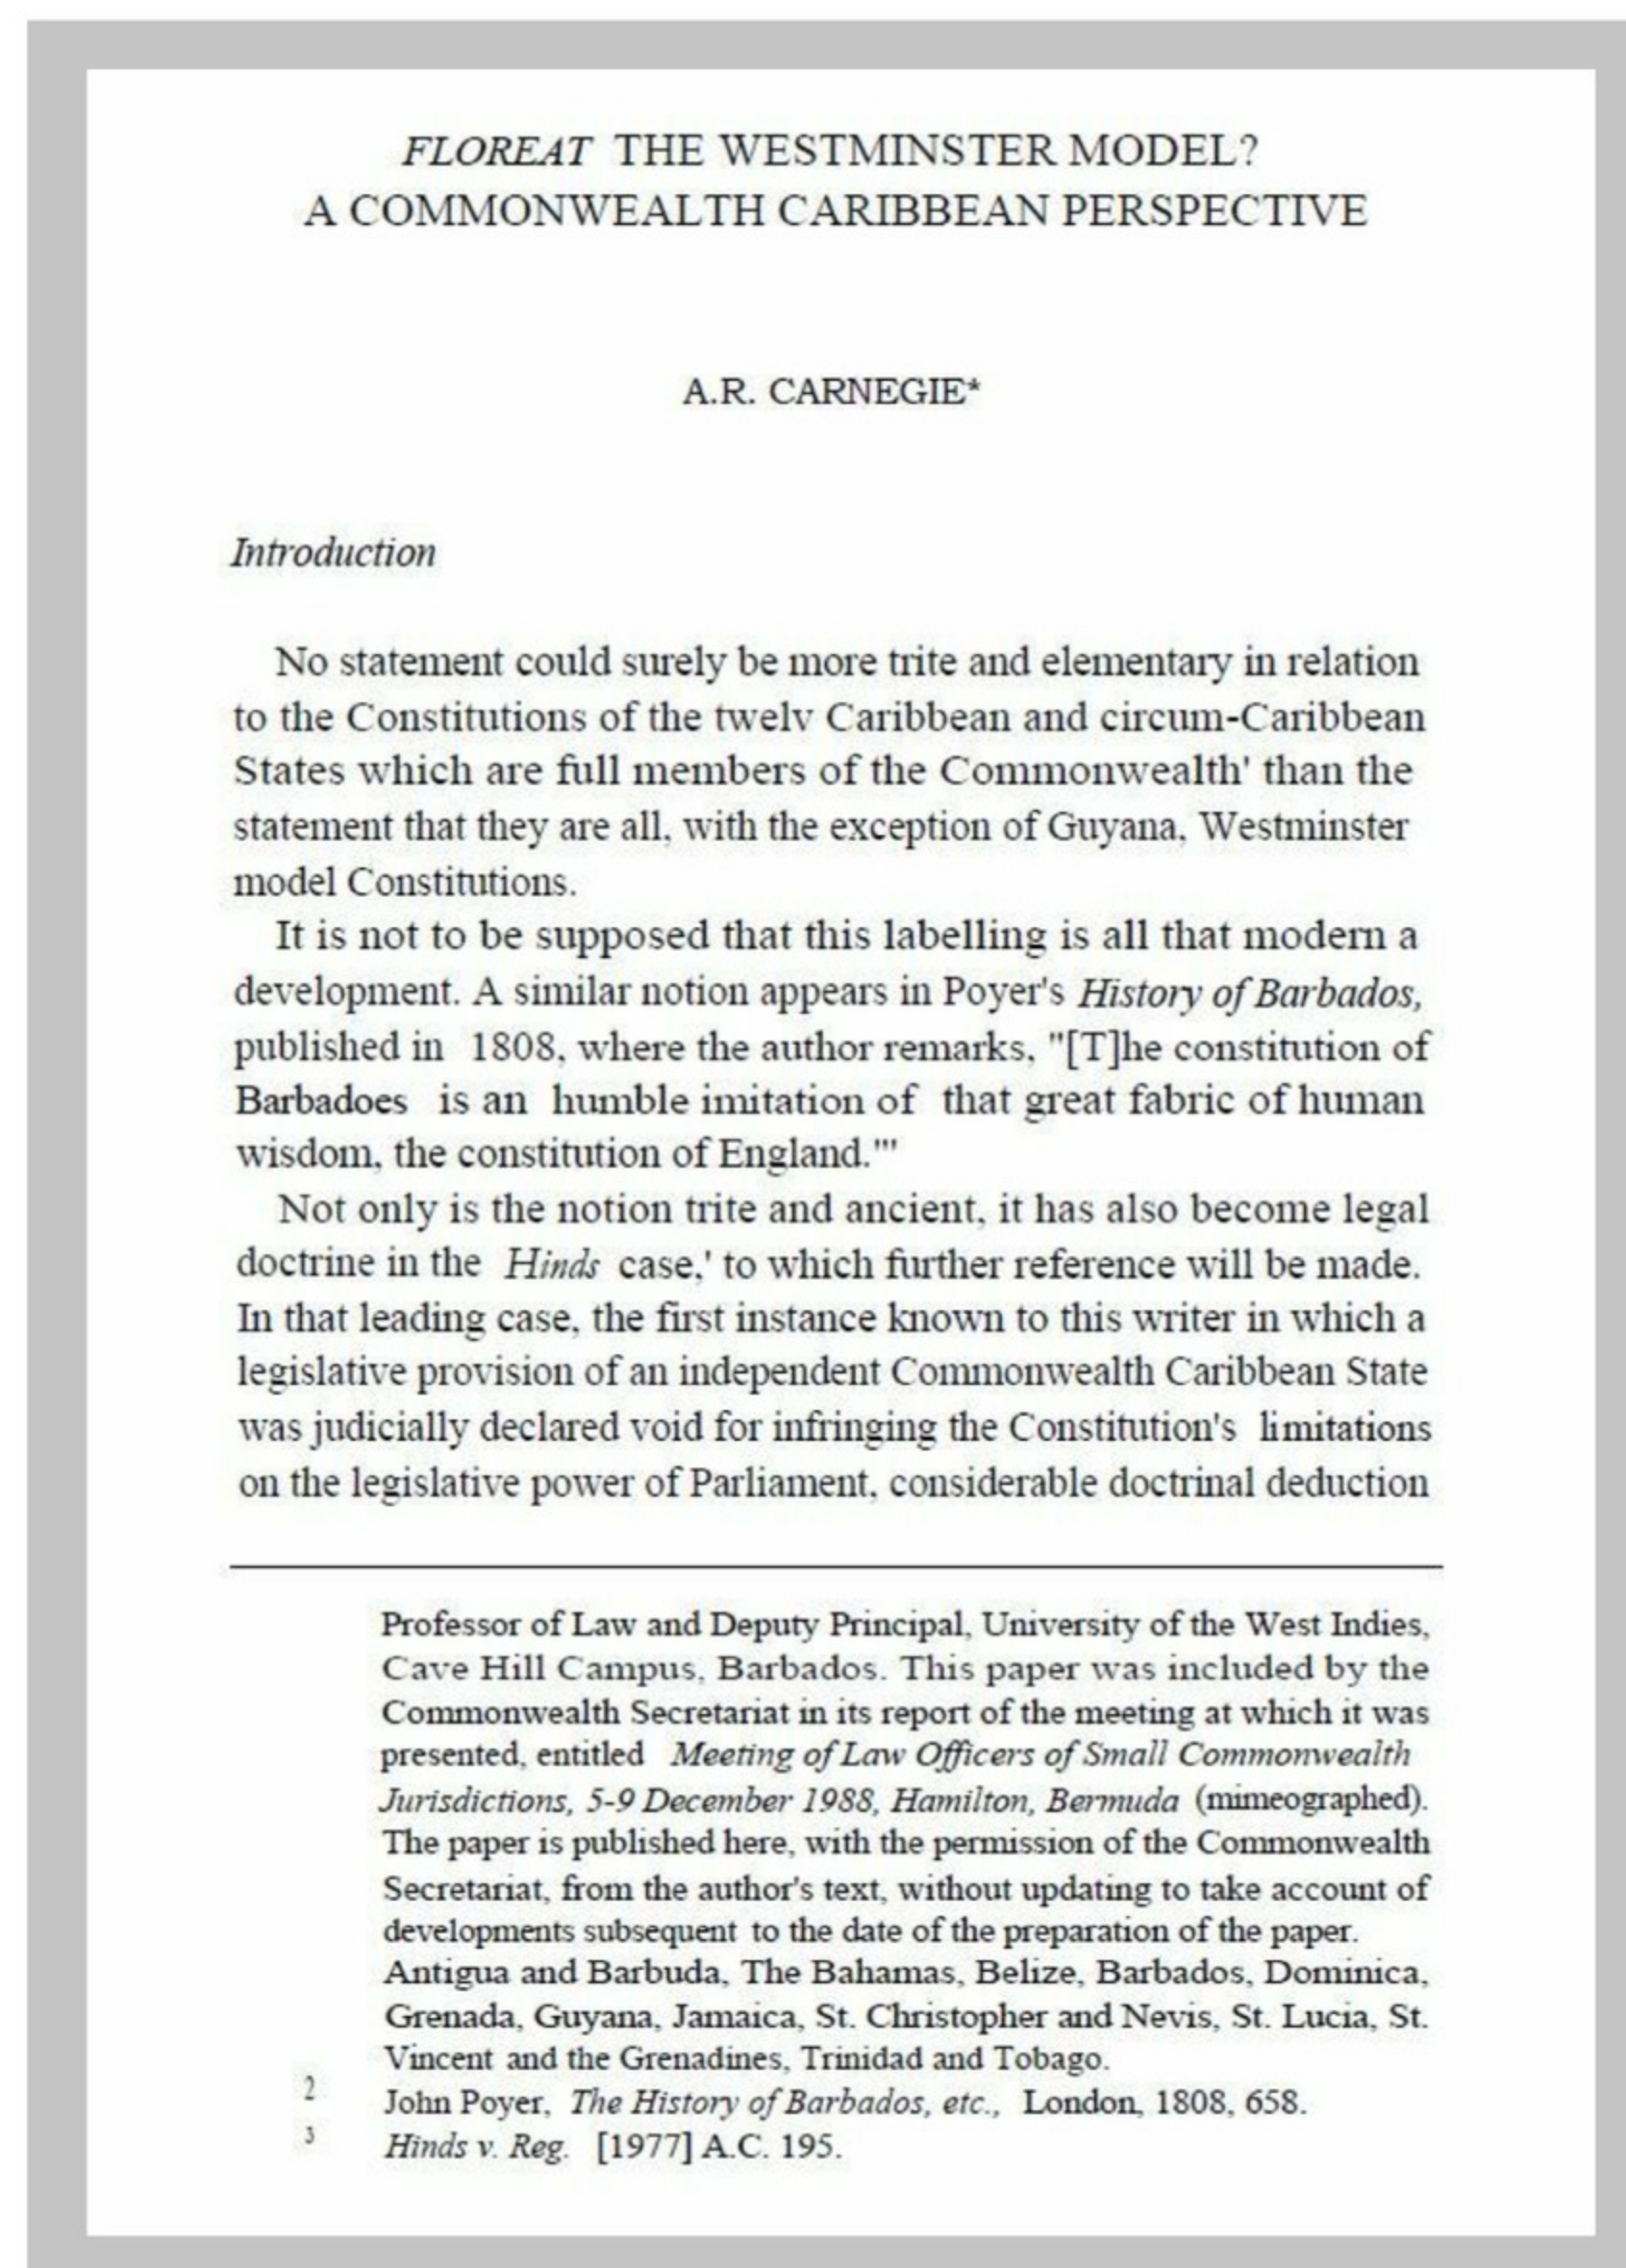 FLOREAT THE WESTMINSTER MODEL?
A COMMONWEALTH CARIBBEAN PERSPECTIVE
A.R. CARNEGIE*
Introduction
No statement could surely be more trite and elementary in relation
to the Constitutions of the twelv Caribbean and circum-Caribbean
States which are full members of the Commonwealth' than the
statement that they are all, with the exception of Guyana, Westminster
model Constitutions.
It is not to be supposed that this labelling is all that modern a
development. A similar notion appears in Poyer's History of Barbados,
published in 1808, where the author remarks, "[T]he constitution of
Barbadoes is an humble imitation of that great fabric of human
wisdom, the constitution of England."'
Not only is the notion trite and ancient, it has also become legal
doctrine in the Hinds case,' to which further reference will be made.
In that leading case, the first instance known to this writer in which a
legislative provision of an independent Commonwealth Caribbean State
was judicially declared void for infringing the Constitution's limitations
on the legislative power of Parliament, considerable doctrinal deduction
Professor of Law and Deputy Principal, University of the West Indies,
Cave Hill Campus, Barbados. This paper was included by the
Commonwealth Secretariat in its report of the meeting at which it was
presented, entitled Meeting of Law Officers of Small Commonwealth
Jurisdictions, 5-9 December 1988, Hamilton, Bermuda (mimeographed).
The paper is published here, with the permission of the Commonwealth
Secretariat, from the author's text, without updating to take account of
developments subsequent to the date of the preparation of the paper.
Antigua and Barbuda, The Bahamas, Belize, Barbados, Dominica,
Grenada, Guyana, Jamaica, St. Christopher and Nevis, St. Lucia, St.
Vincent and the Grenadines, Trinidad and Tobago.
2 John Poyer, The History of Barbados, etc., London, 1808, 658.
3 Hinds v. Reg. [1977] A.C. 195.